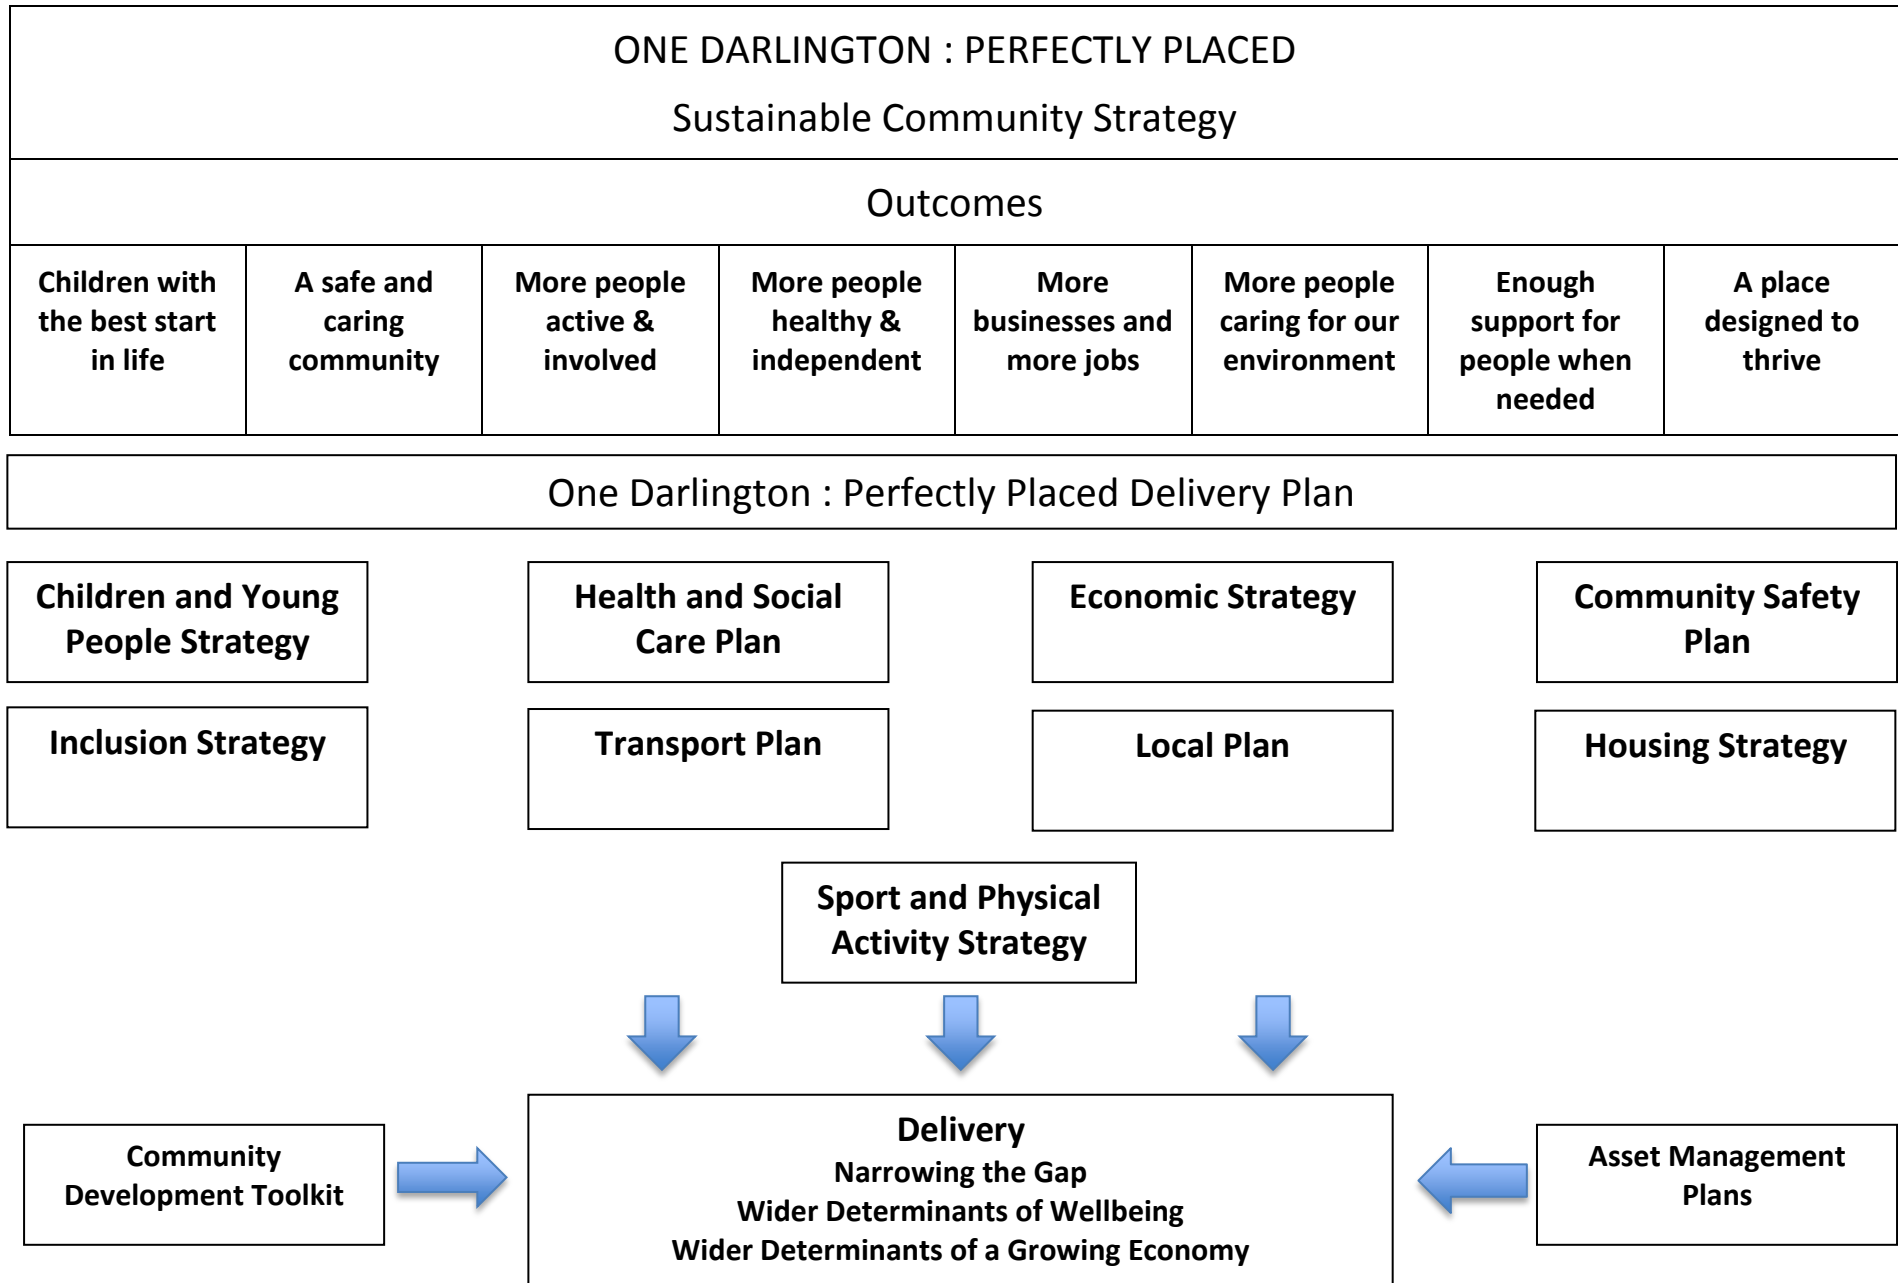 ONE DARLINGTON : PERFECTLY PLACED
Sustainable Community Strategy
Outcomes
Children with
the best start
in life
A safe and
caring
community
More people
active &
involved
More people
healthy &
independent
More
businesses and
more jobs
More people
caring for our
environment
Enough
support for
people when
needed
A place
designed to
thrive
One Darlington : Perfectly Placed Delivery Plan
Children and Young
People Strategy
Health and Social
Care Plan
Economic Strategy
Community Safety
Plan
Inclusion Strategy
Transport Plan
Local Plan
Housing Strategy
Sport and Physical
Activity Strategy
Community
Development Toolkit
Delivery
Narrowing the Gap
Wider Determinants of Wellbeing
Wider Determinants of a Growing Economy
Asset Management
Plans